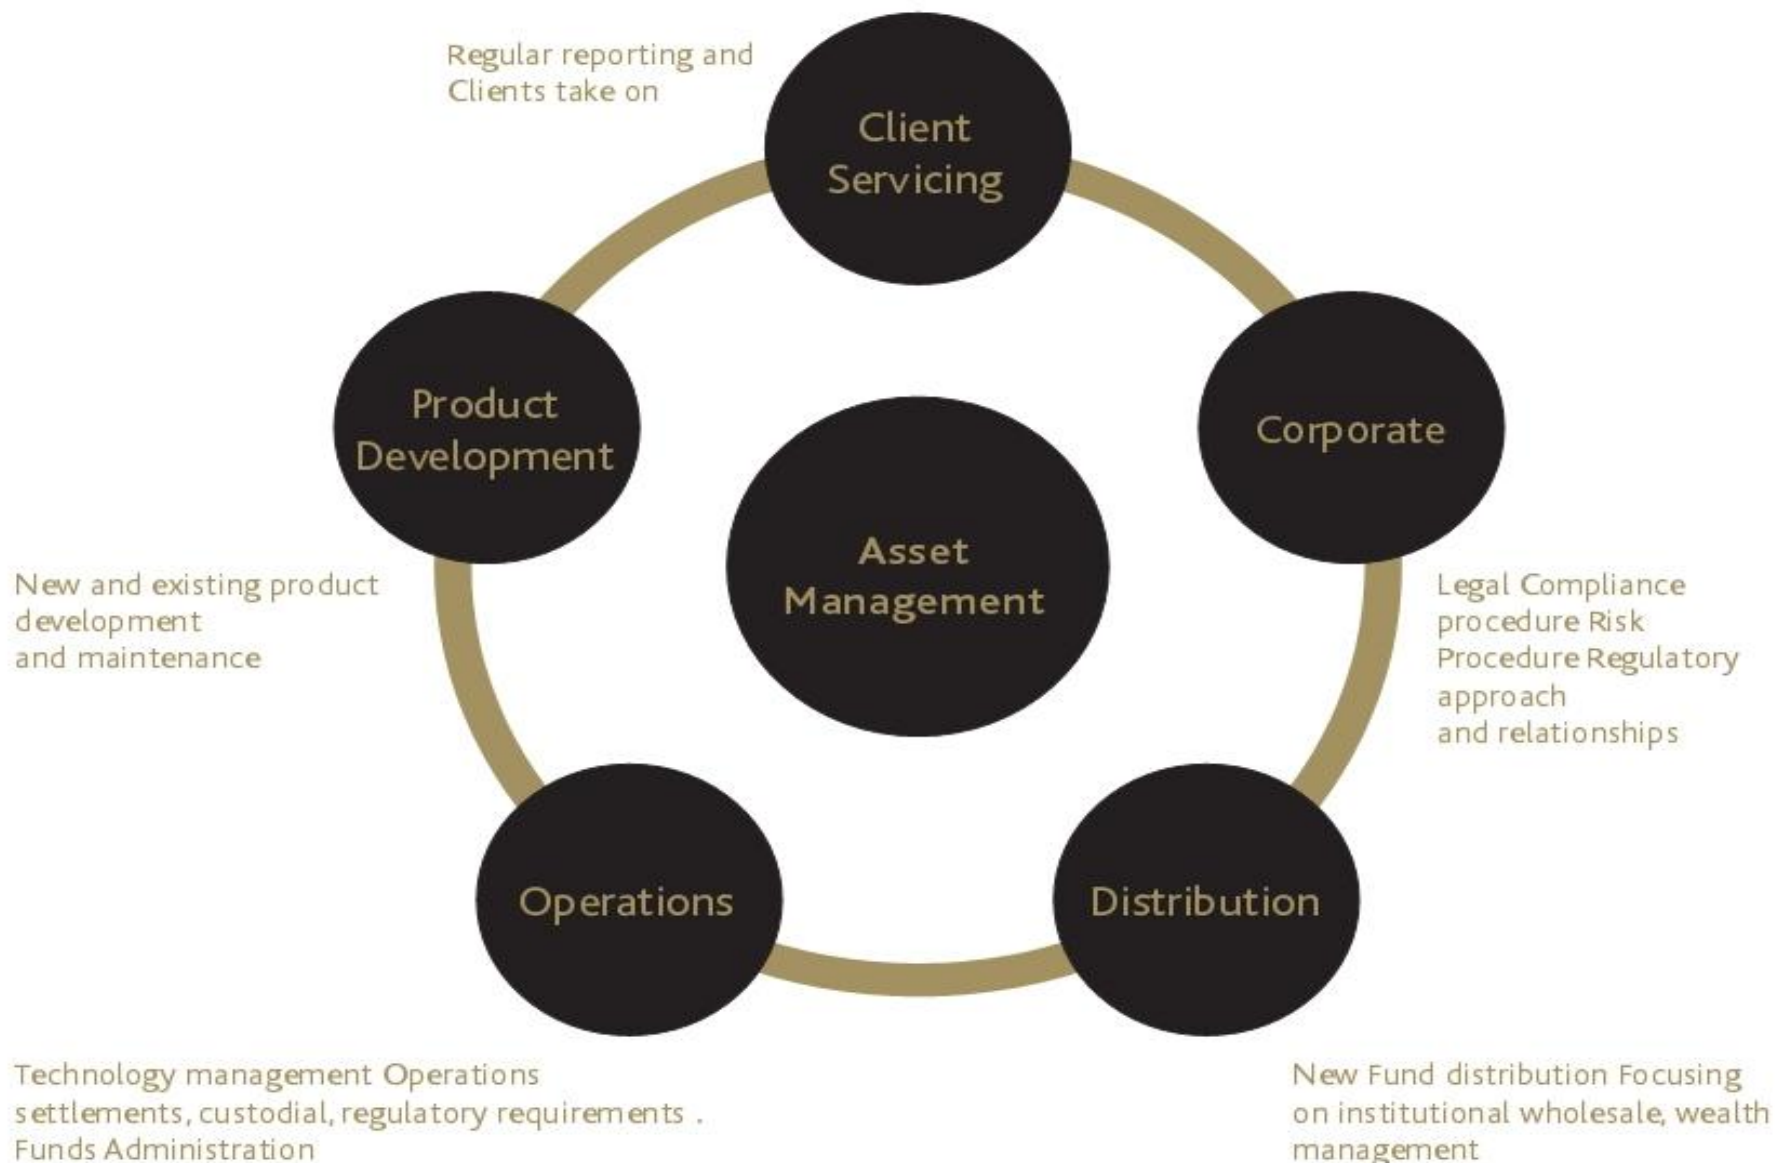 Regular reporting and
Clients take on
Client
Servicing
Product
Development
Corporate
Asset
Management
New and existing product
development
and maintenance
Legal Compliance
procedure Risk
Procedure Regulatory
approach
and relationships
Operations
Distribution
Technology management Operations
settlements, custodial, regulatory requirements .
Funds Administration
New Fund distribution Focusing
on institutional wholesale, wealth
management